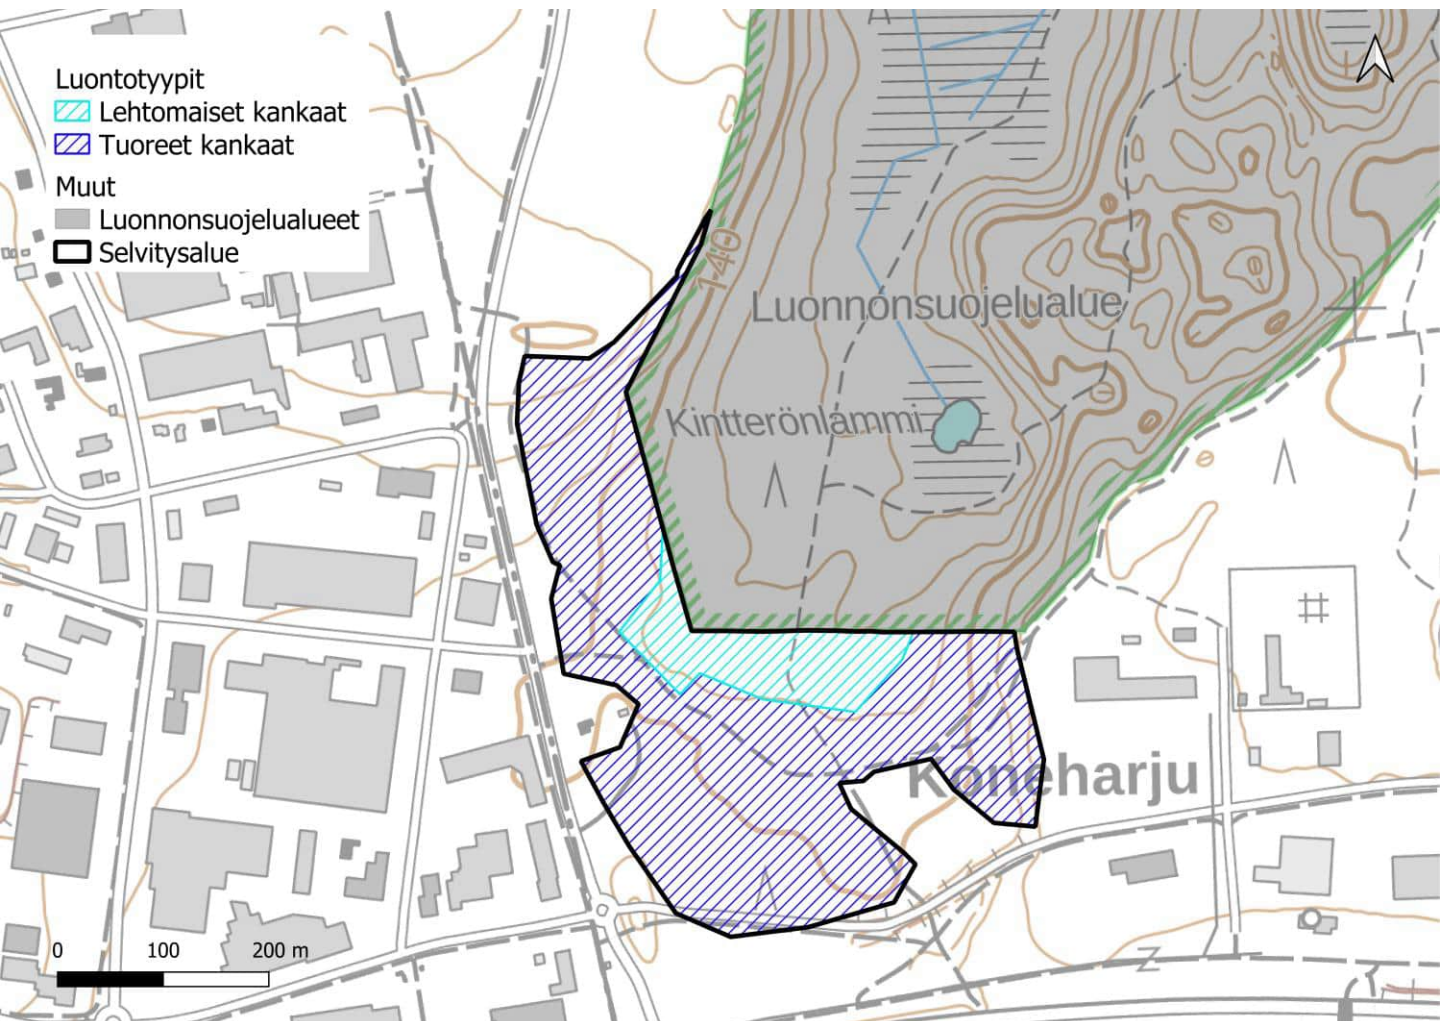 Luontotyypit
Lehtomaiset kankaat
Tuoreet kankaat
Muut
Luonnonsuojelualueet
Selvitysalue
140
Luonnonsuojelualue
Kintterönlammi
Koneharju
0 100 200 m